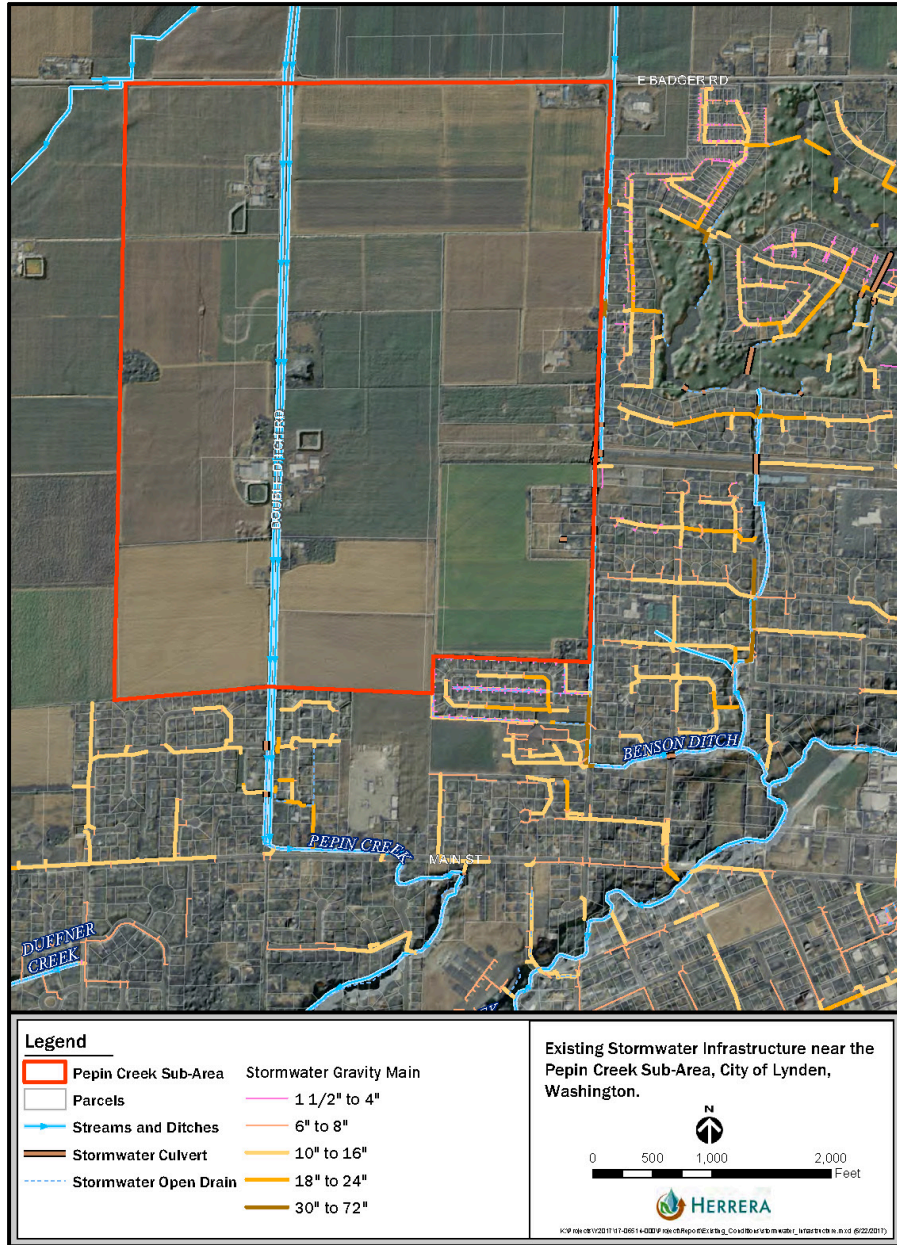 E BADGER RD
DOUBLE DITCH RD
BENSON DITCH
PEPIN CREEK
MAIN ST
DUFFNER
CREEK
Legend
Pepin Creek Sub-Area
Parcels
Streams and Ditches
Stormwater Culvert
Stormwater Open Drain
Stormwater Gravity Main
1 1/2" to 4"
6" to 8"
10" to 16"
18" to 24"
30" to 72"
Existing Stormwater Infrastructure near the
Pepin Creek Sub-Area, City of Lynden,
Washington.
N
0 500 1,000 2,000
Feet
HERRERA